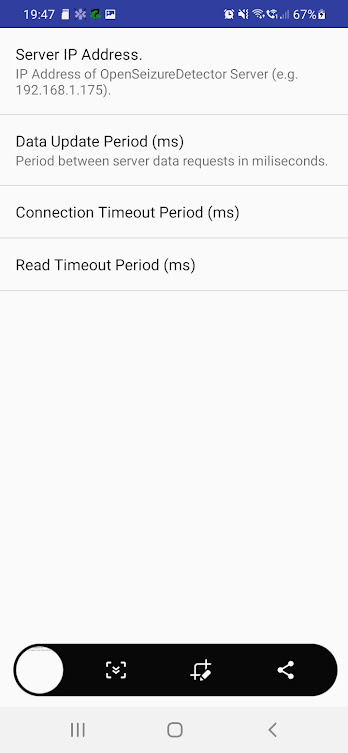 19:47
67%
Server IP Address.
IP Address of OpenSeizureDetector Server (e.g.
192.168.1.175).
Data Update Period (ms)
Period between server data requests in miliseconds.
Connection Timeout Period (ms)
Read Timeout Period (ms)